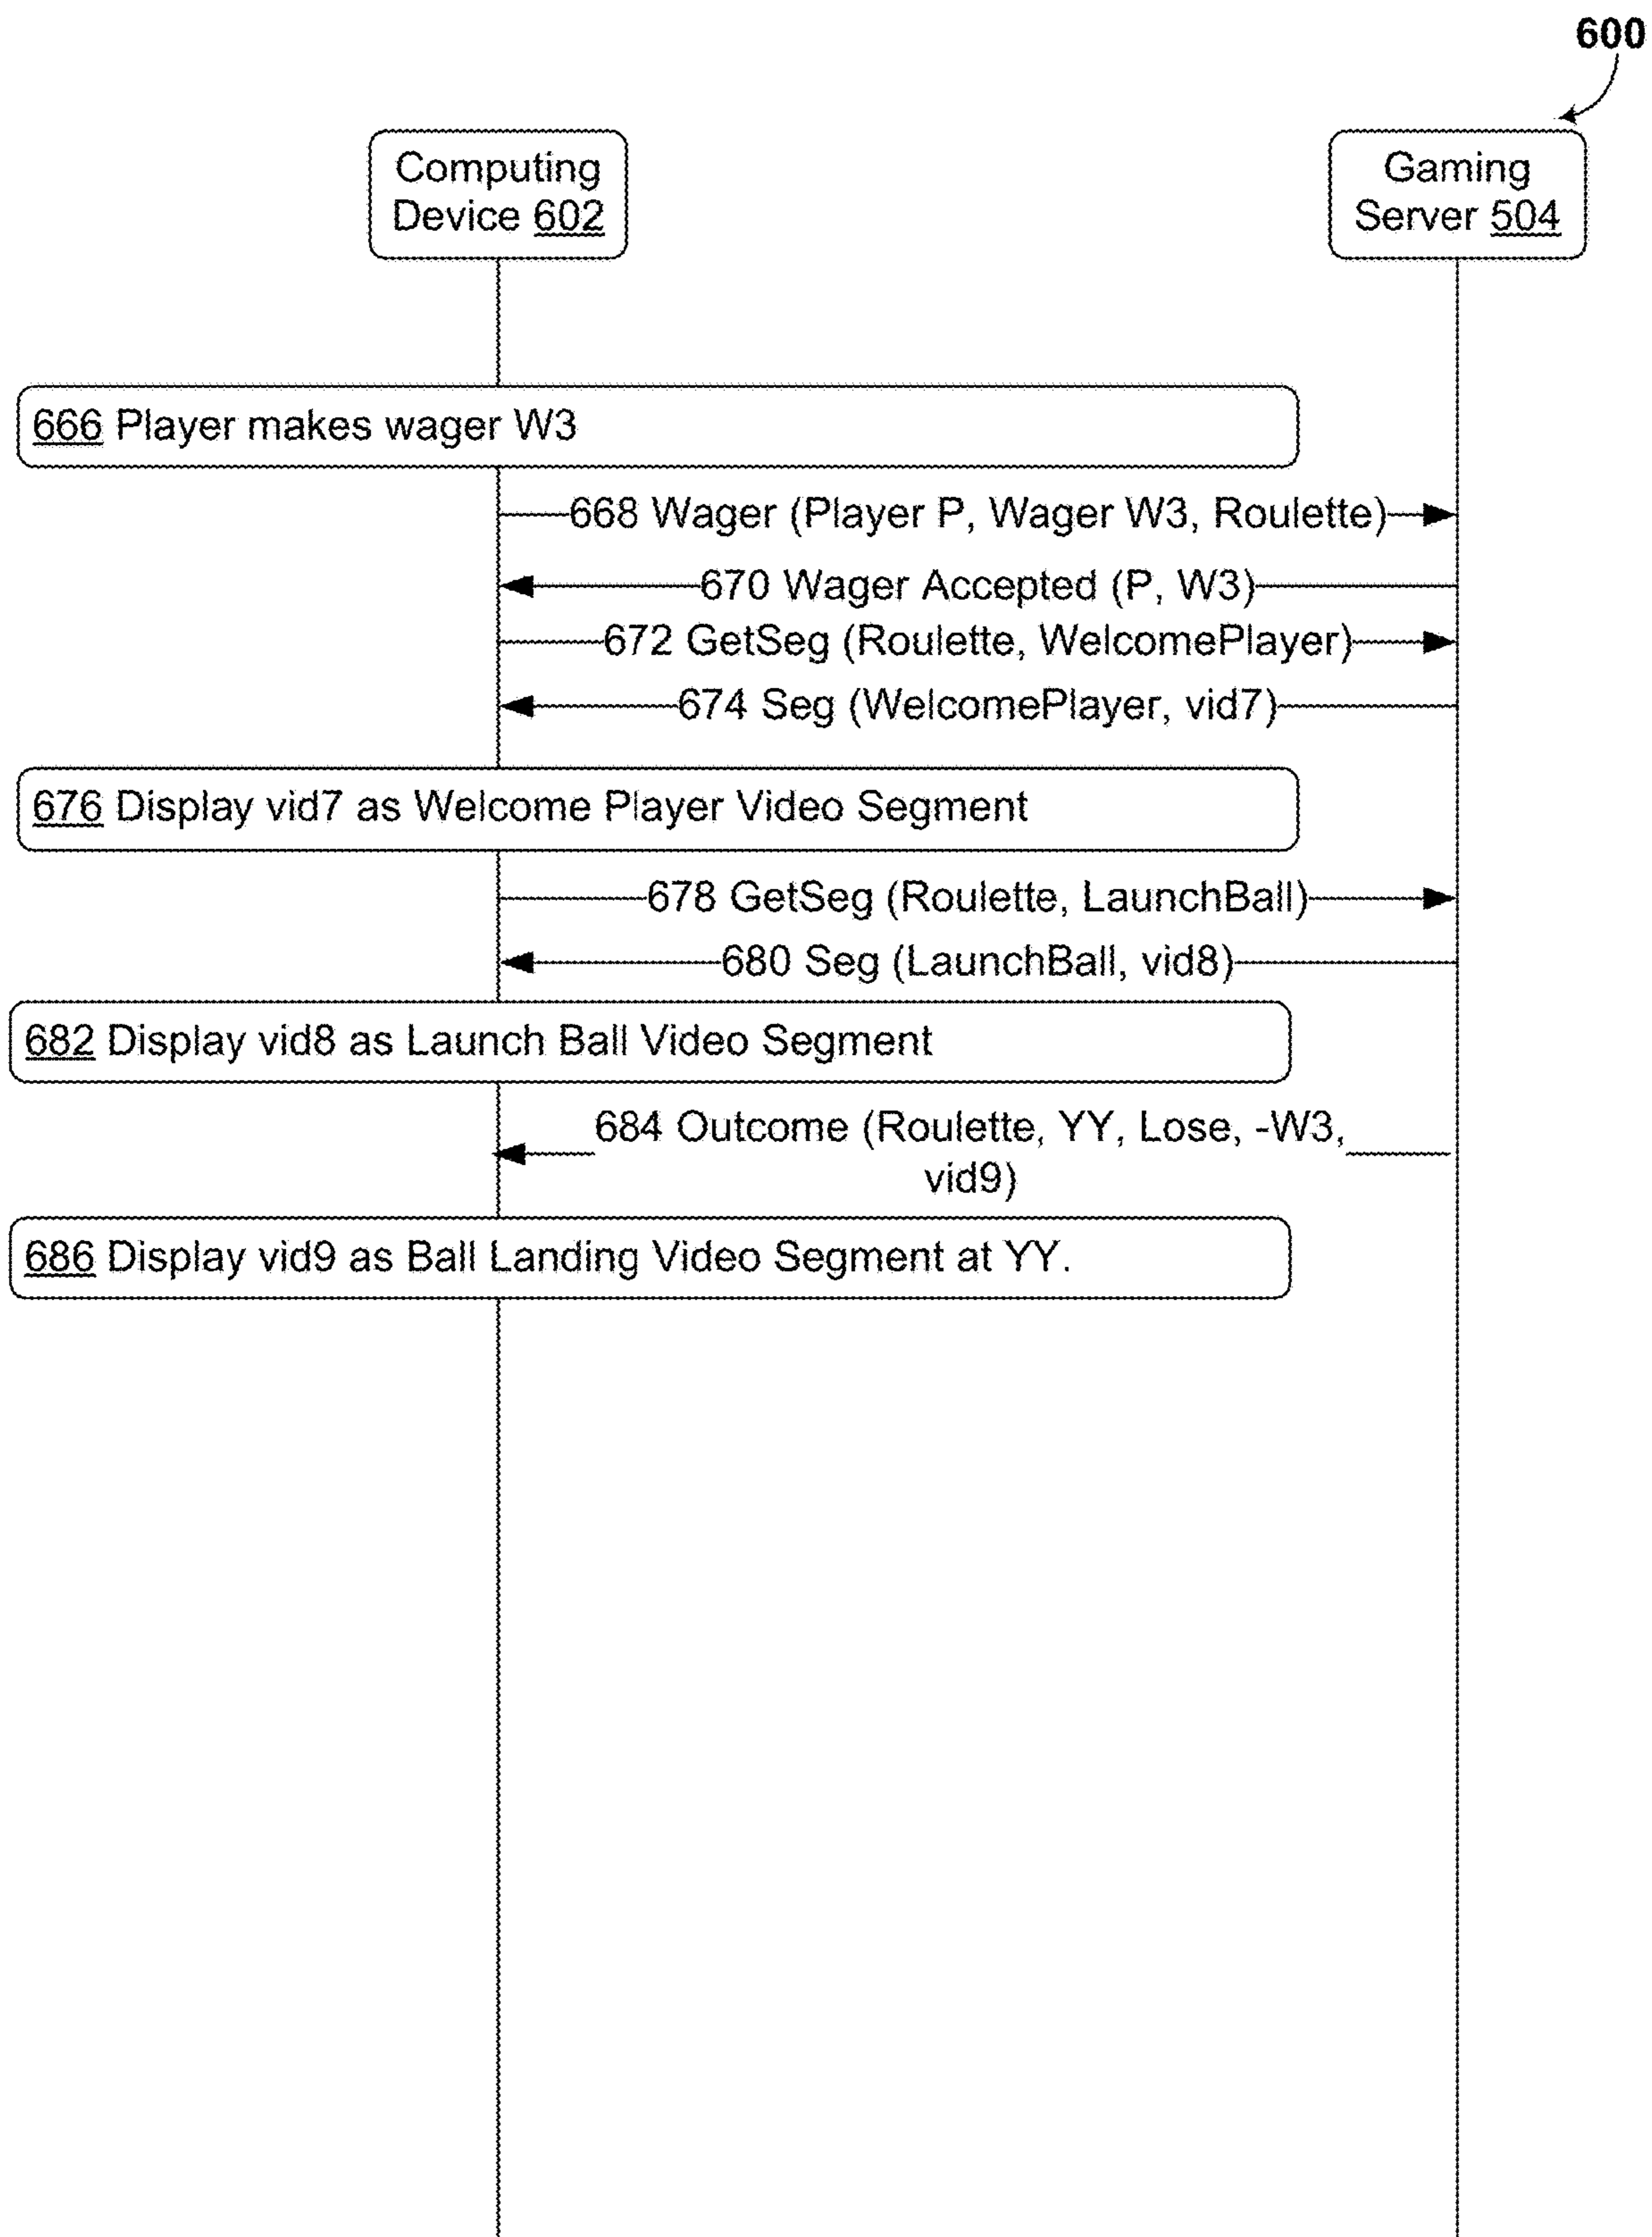 600
Computing
Device 602
Gaming
Server 504
666 Player makes wager W3
668 Wager (Player P, Wager W3, Roulette)
670 Wager Accepted (P, W3)
672 GetSeg (Roulette, WelcomePlayer)
674 Seg (WelcomePlayer, vid7)
676 Display vid7 as Welcome Player Video Segment
678 GetSeg (Roulette, LaunchBall)
680 Seg (LaunchBall, vid8)
682 Display vid8 as Launch Ball Video Segment
684 Outcome (Roulette, YY, Lose, -W3,
vid9)
686 Display vid9 as Ball Landing Video Segment at YY.